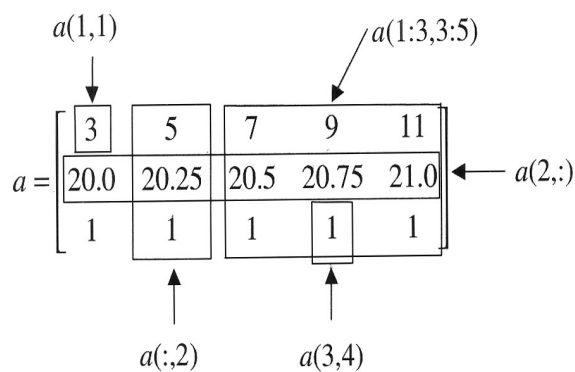 a(1,1)
a(1:3,3:5)
3 5 7 9 11
a = 20.0 20.25 20.5 20.75 21.0 a(2,:)
1 1 1 1 1
a(:,2) a(3,4)